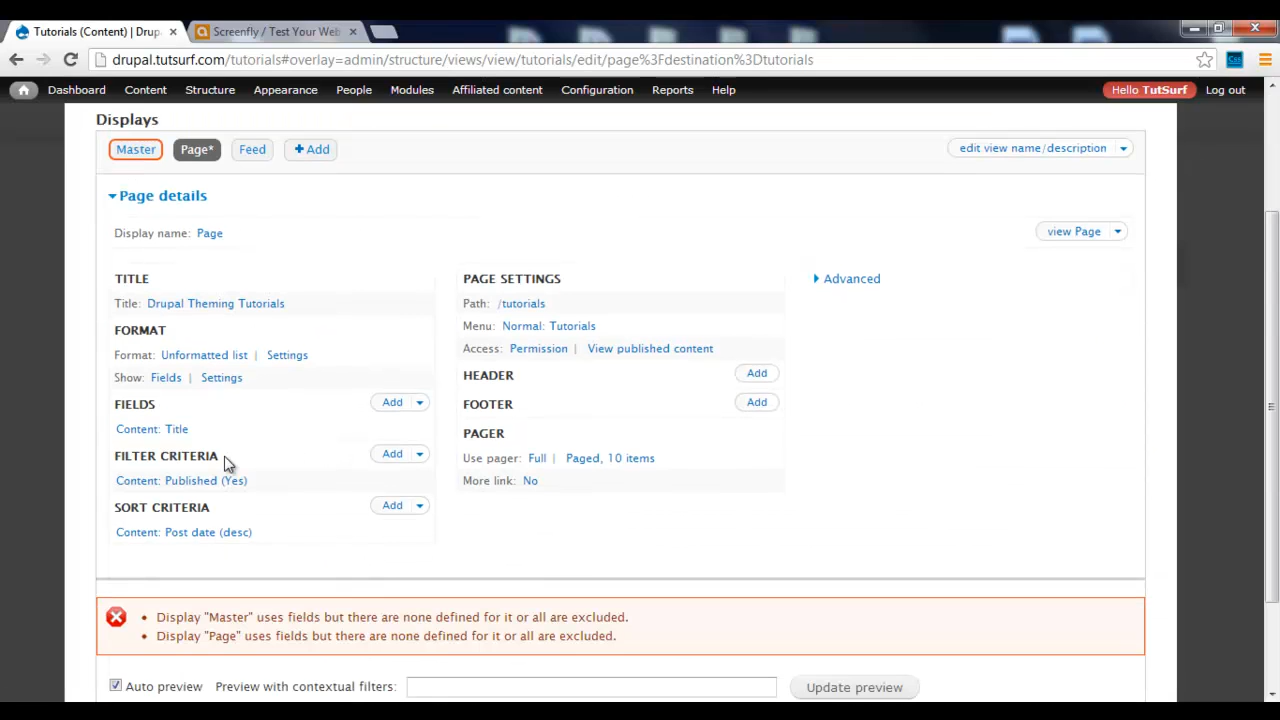 Tutorials (Content) | Drup
Screenfly / Test Your Web
drupal.tutsurf.com/tutorials#overlay=admin/structure/views/view/tutorials/edit/page%3Fdestination%3Dtutorials
Dashboard Content Structure Appearance People Modules Affiliated content Configuration Reports Help Hello TutSurf Log out
Displays
Master Page* Feed + Add edit view name/description
Page details
Display name: Page view Page
TITLE
Title: Drupal Theming Tutorials
FORMAT
Format: Unformatted list | Settings
Show: Fields | Settings
FIELDS Add
Content: Title
FILTER CRITERIA Add
Content: Published (Yes)
SORT CRITERIA Add
Content: Post date (desc)
PAGE SETTINGS
Path: /tutorials
Menu: Normal: Tutorials
Access: Permission | View published content
HEADER Add
FOOTER Add
PAGER
Use pager: Full | Paged, 10 items
More link: No
Advanced
Display "Master" uses fields but there are none defined for it or all are excluded.
Display "Page" uses fields but there are none defined for it or all are excluded.
Auto preview Preview with contextual filters: Update preview